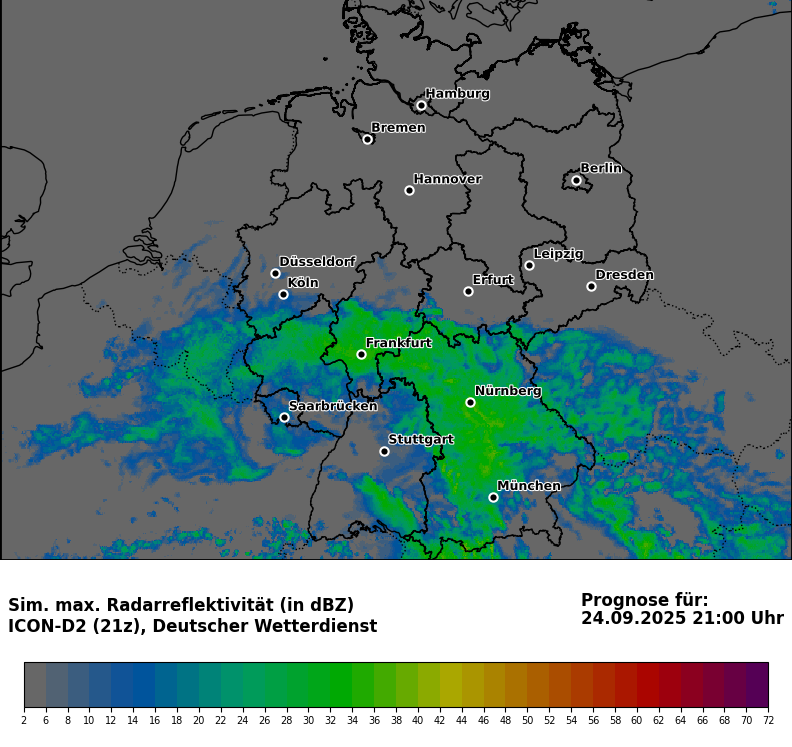 Hamburg
Bremen
Berlin
Hannover
Leipzig
Düsseldorf
Dresden
Köln
Erfurt
Frankfurt
Nürnberg
Saarbrücken
Stuttgart
München
Sim. max. Radarreflektivität (in dBZ)
ICON-D2 (21z), Deutscher Wetterdienst
Prognose für:
24.09.2025 21:00 Uhr
2 6 8 10 12 14 16 18 20 22 24 26 28 30 32 34 36 38 40 42 44 46 48 50 52 54 56 58 60 62 64 66 68 70 72